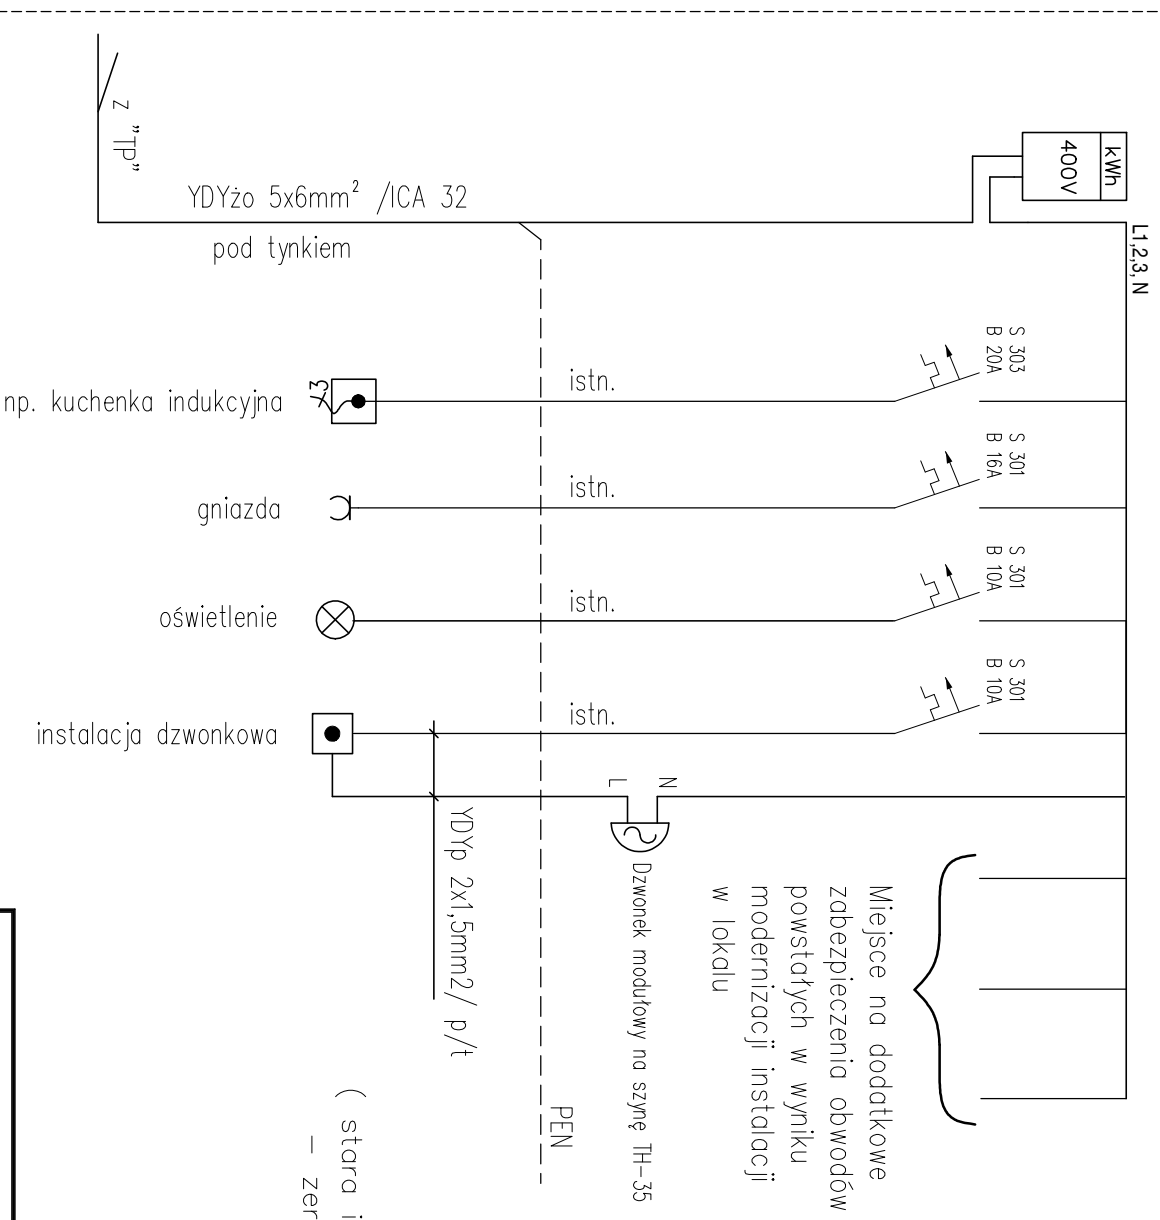 z "TP"
YDYżo 5x6mm² /ICA 32
pod tynkiem
kWh
400V
L1,2,3, N
S 303
B 20A
istn.
np. kuchenka indukcyjna
3
S 301
B 16A
istn.
gniazda
S 301
B 10A
istn.
oświetlenie
S 301
B 10A
istn.
instalacja dzwonkowa
L
N
YDYp 2x1,5mm2/ p/t
Dzwonek modułowy na szynę TH-35
Miejsce na dodatkowe
zabezpieczenia obwodów
powstałych w wyniku
modernizacji instalacji
w lokalu
PEN
( stara
-